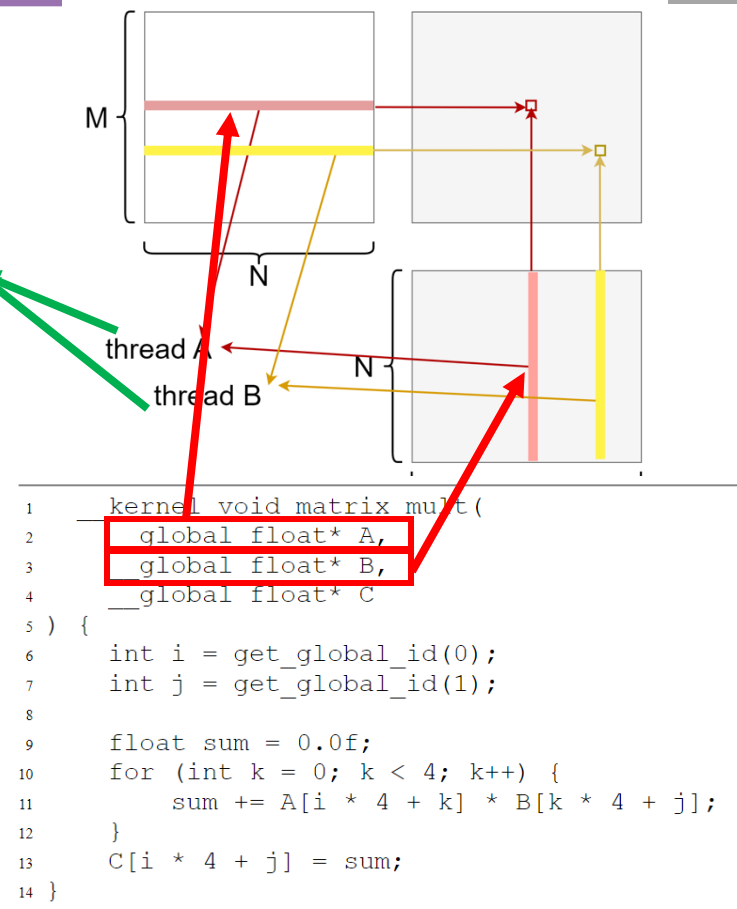 M
N
thread A
N
thread B
1 __kernel void matrix_mult(
2 __global float* A,
3 __global float* B,
4 __global float* C
5 ) {
6 int i = get_global_id(0);
7 int j = get_global_id(1);
8
9 float sum = 0.0f;
10 for (int k = 0; k < 4; k++) {
11 sum += A[i * 4 + k] * B[k * 4 + j];
12 }
13 C[i * 4 + j] = sum;
14 }